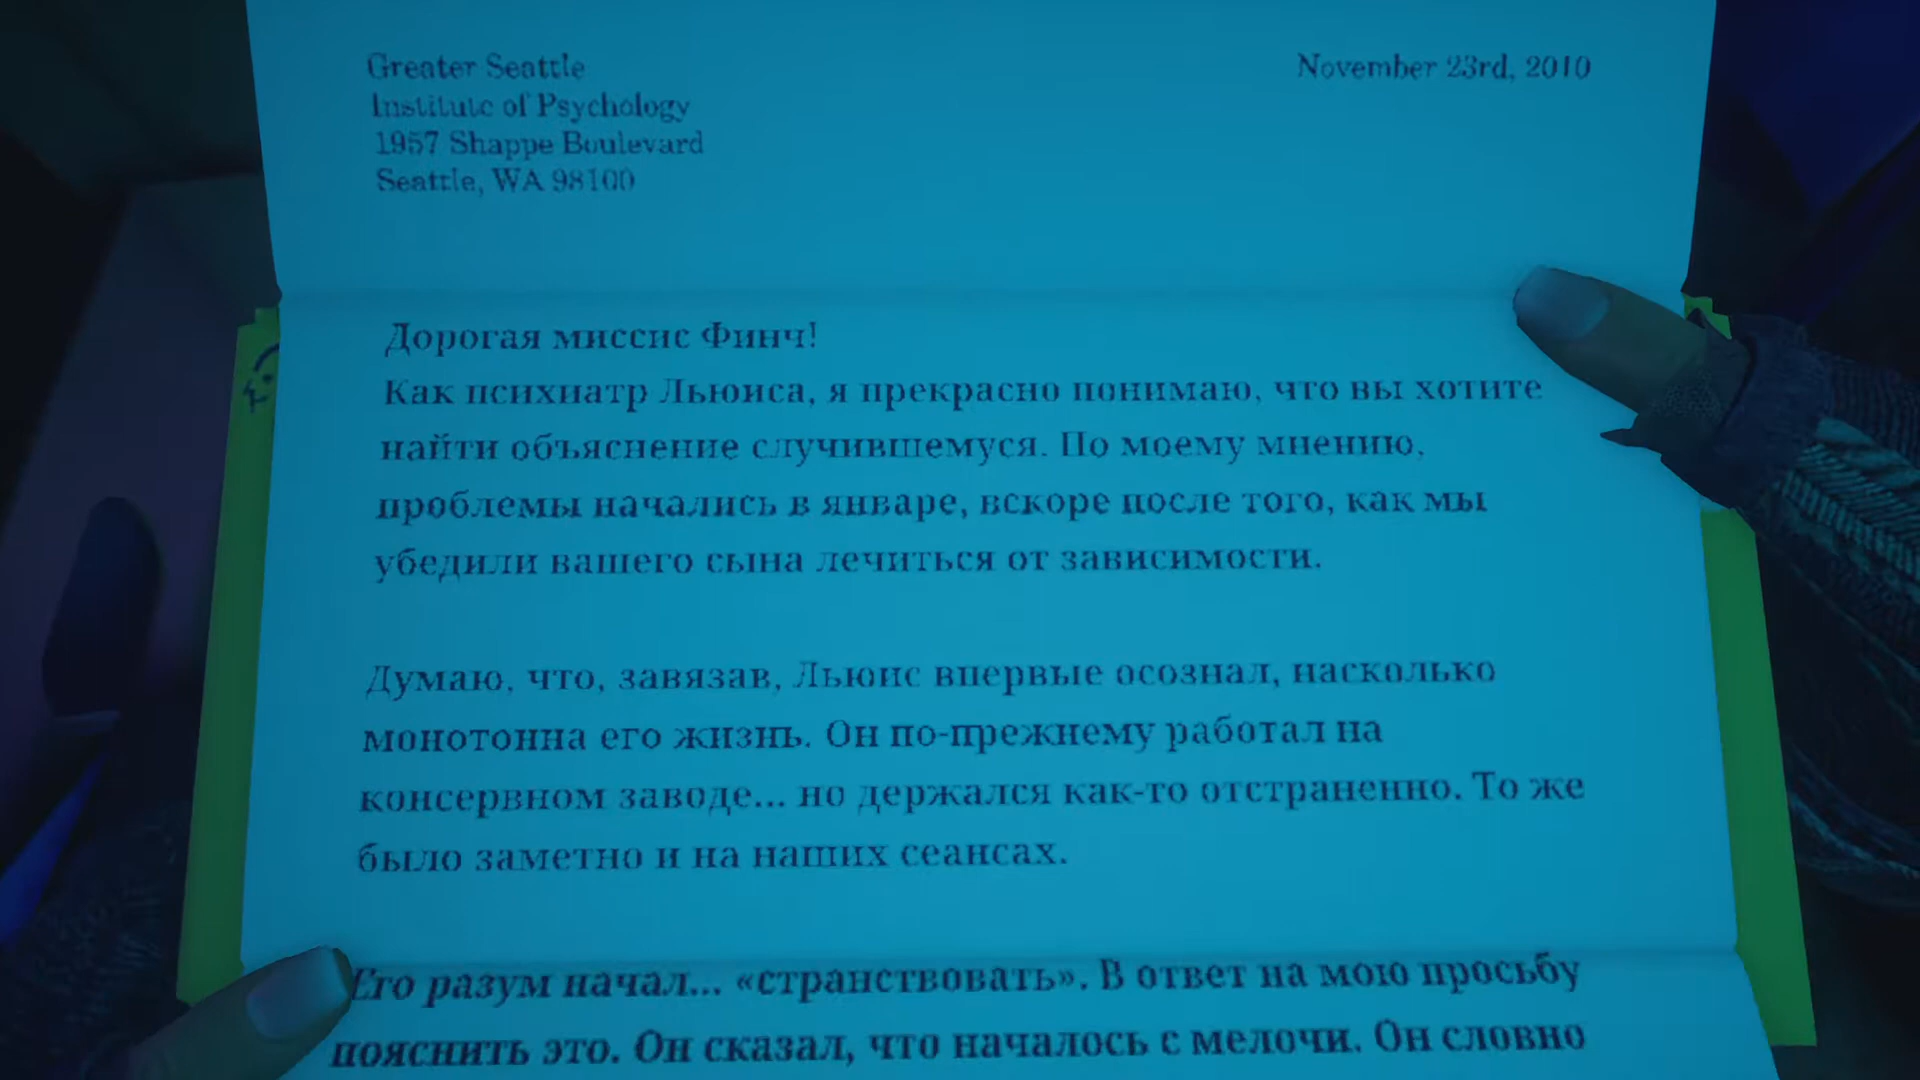 Greater Seattle
November 23rd, 2010
Institute of Psychology
1957 Shappe Boulevard
Seattle, WA 98100
Дорогая миссис Финч!
Как психиатр Льюиса, я прекрасно понимаю, что вы хотите
найти объяснение случившемуся. По моему мнению,
проблемы начались в январе, вскоре после того, как мы
убедили вашего сына лечиться от зависимости.
Думаю, что, завязав, Льюис впервые осознал, насколько
монотонна его жизнь. Он по-прежнему работал на
консервном заводе... но держался как-то отстраненно. То же
было заметно и на наших сеансах.
Его разум начал... «странствовать». В ответ на мою просьбу
пояснить это. Он сказал, что началось с мелочи. Он словно